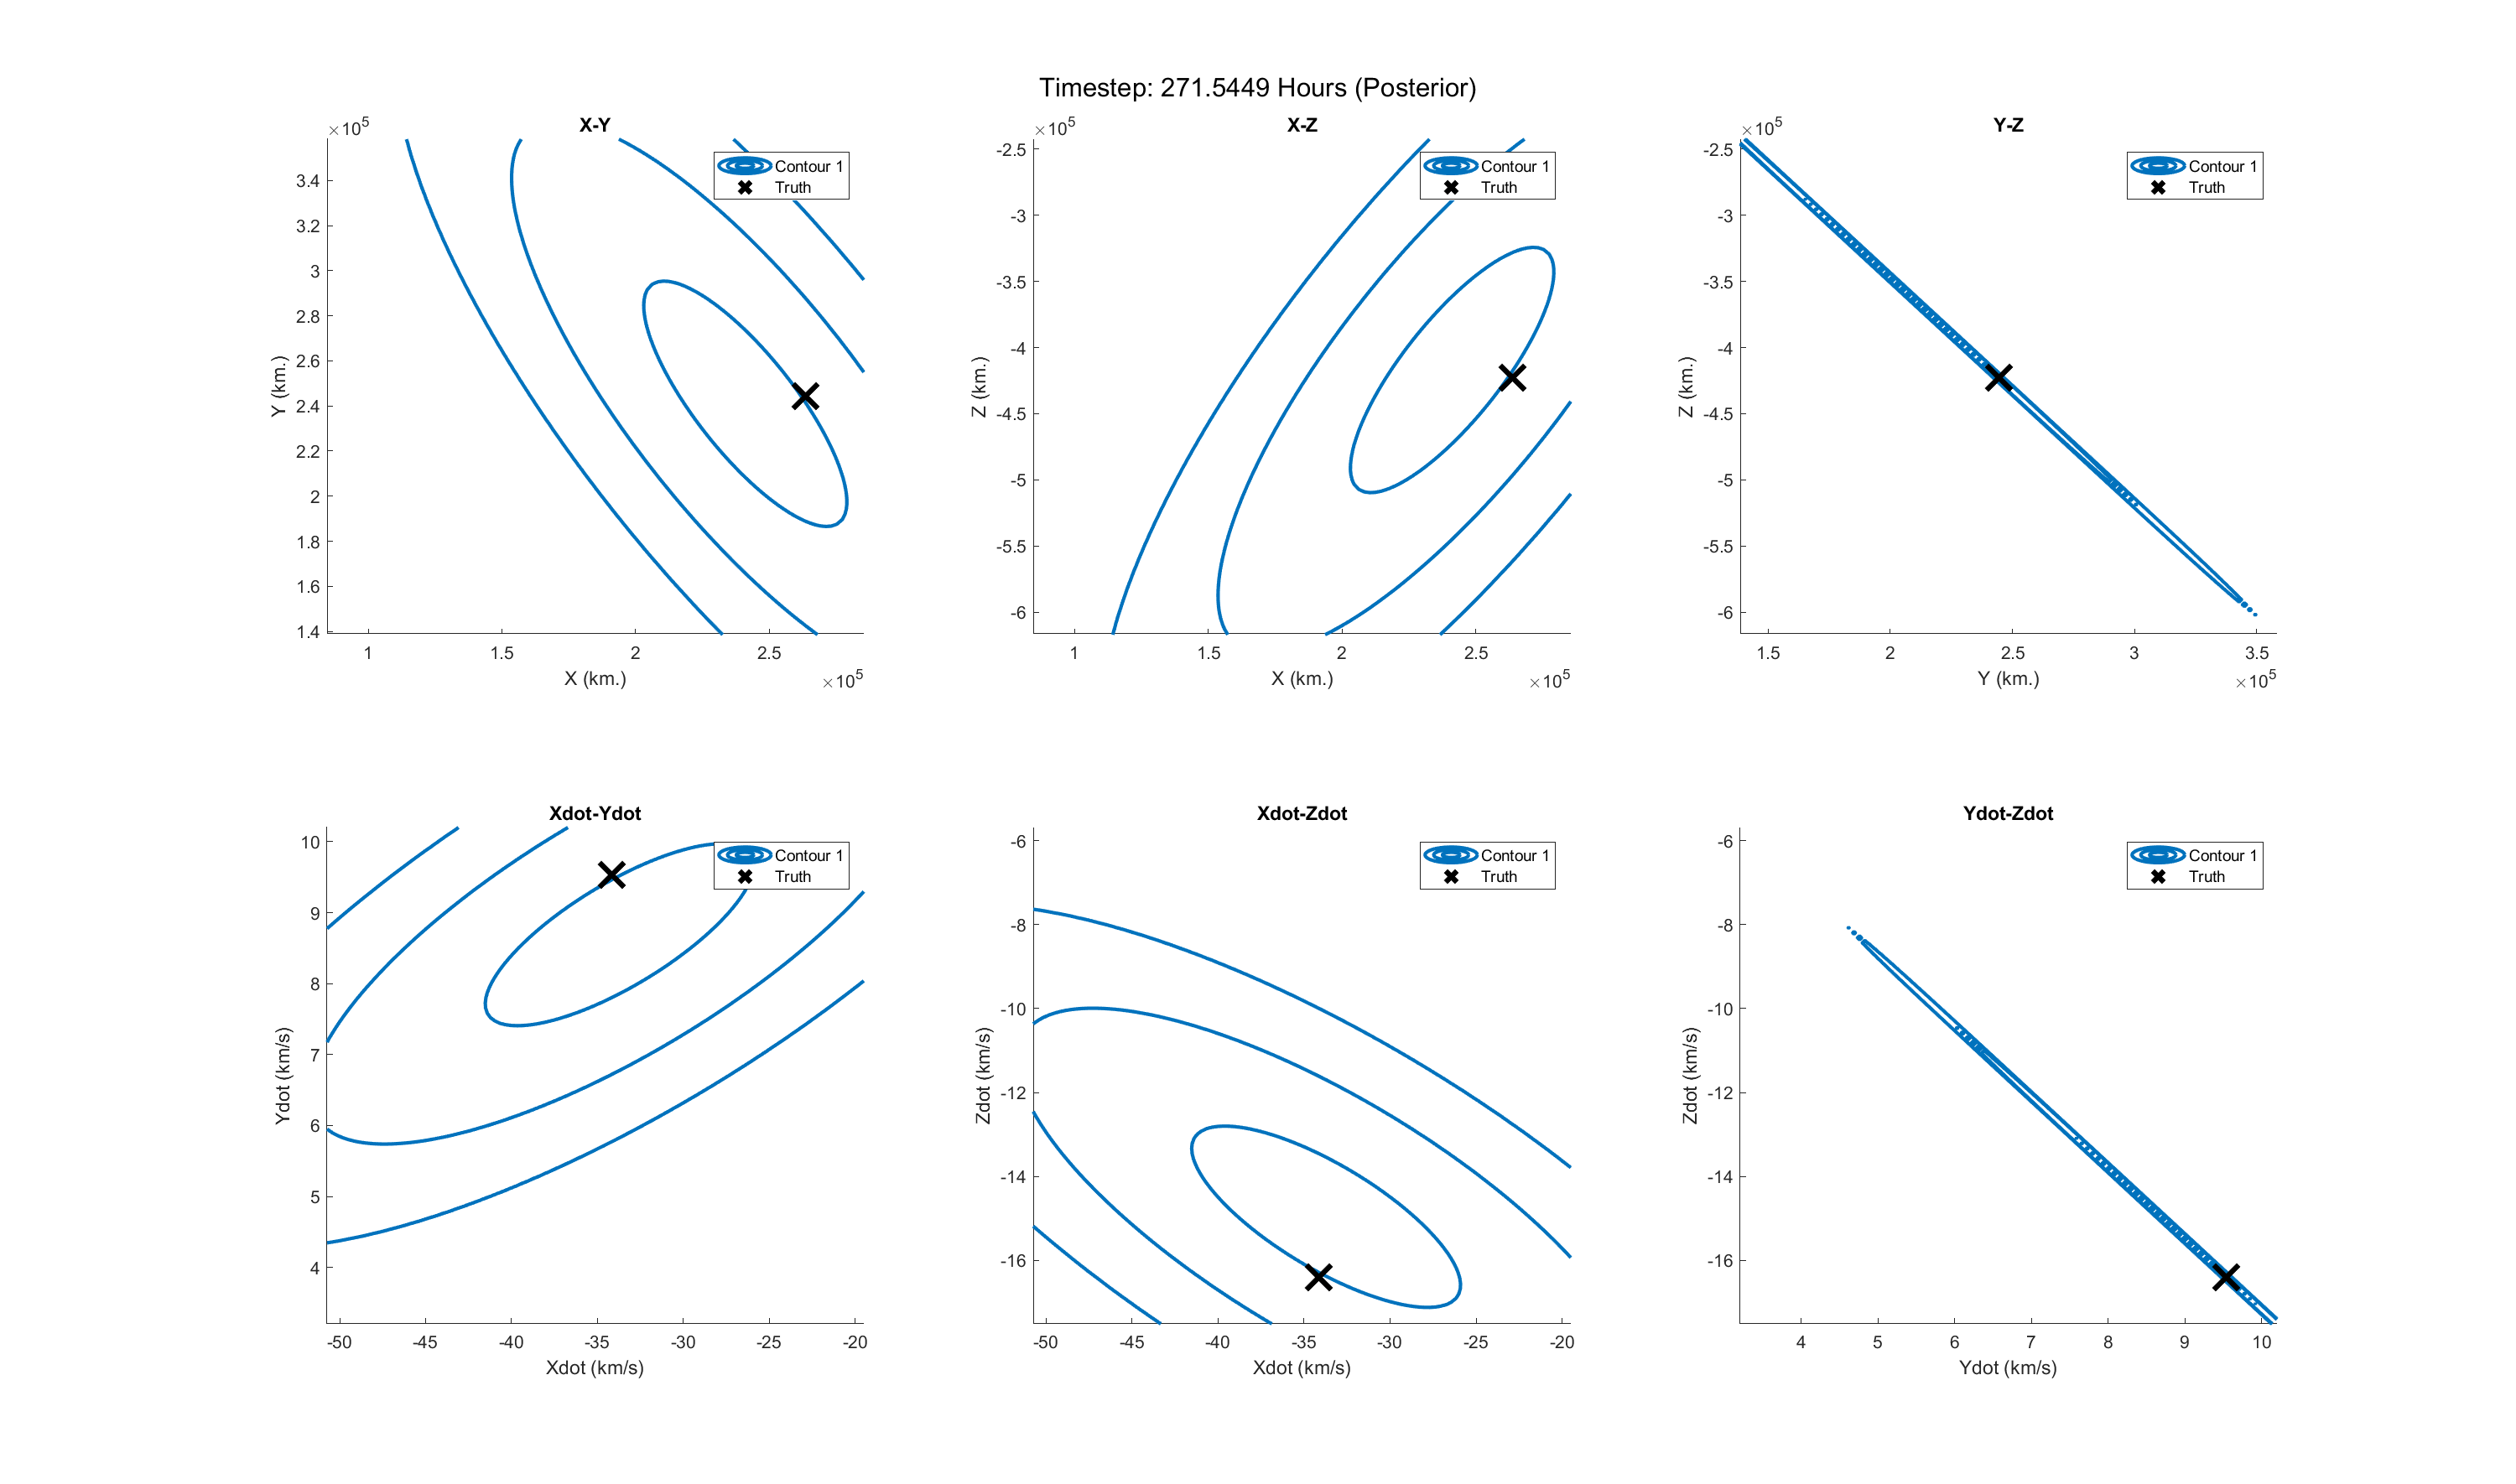 Timestep: 271.5449 Hours (Posterior)
X-Y
×10^5
3.4
3.2
3
2.8
2.6
2.4
2.2
2
1.8
1.6
1.4
Y (km.)
1
1.5
2
2.5
X (km.)
×10^5
Contour 1
Truth
X-Z
×10^5
-2.5
-3
-3.5
-4
-4.5
-5
-5.5
-6
Z (km.)
1
1.5
2
2.5
X (km.)
×10^5
Contour 1
Truth
Y-Z
×10^5
-2.5
-3
-3.5
-4
-4.5
-5
-5.5
-6
Z (km.)
1.5
2
2.5
3
3.5
Y (km.)
×10^5
Contour 1
Truth
Xdot-Ydot
10
9
8
7
6
5
4
Ydot (km/s)
-50
-45
-40
-35
-30
-25
-20
Xdot (km/s)
Contour 1
Truth
Xdot-Zdot
-6
-8
-10
-12
-14
-16
Zdot (km/s)
-50
-45
-40
-35
-30
-25
-20
Xdot (km/s)
Contour 1
Truth
Ydot-Zdot
-6
-8
-10
-12
-14
-16
Zdot (km/s)
4
5
6
7
8
9
10
Ydot (km/s)
Contour 1
Truth